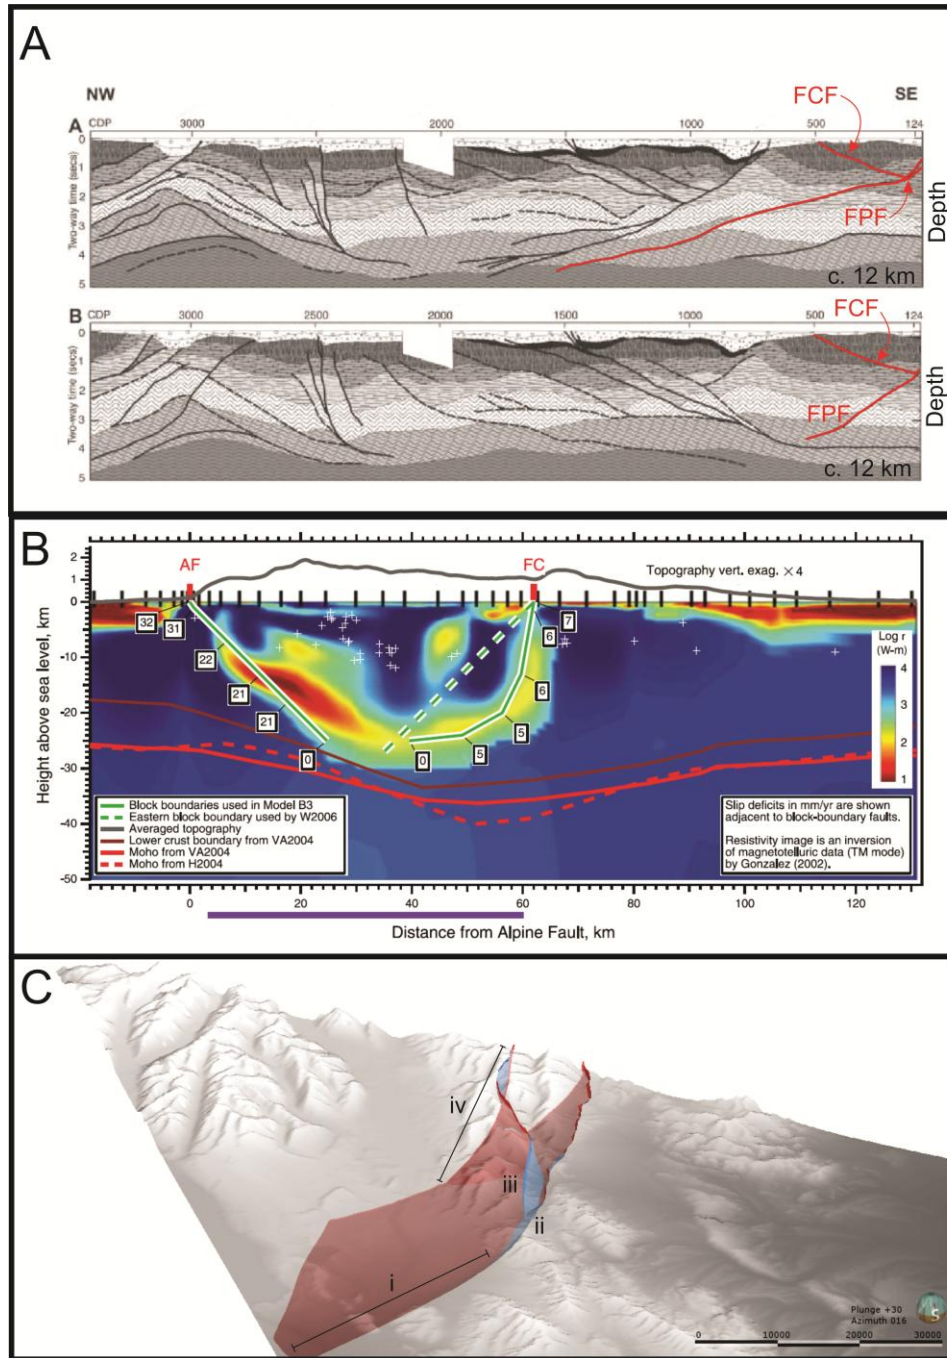 A
NW
SE
FCF
A
CDP
3000
2000
1000
500
124
0
1
2
3
4
5
Two-way time (secs)
FPF
Depth
c. 12 km
B
CDP
3000
2500
2000
1500
1000
500
124
FCF
0
1
2
3
4
5
Two-way time (secs)
FPF
Depth
c. 12 km
B
AF
FC
Topography vert. exag. × 4
2
1
0
-10
-20
-30
-40
-50
Height above sea level, km
32
31
22
21
21
0
0
5
5
6
6
7
Log r
(W-m)
4
3
2
1
Block boundaries used in Model B3
Eastern block boundary used by W2006
Averaged topography
Lower crust boundary from VA2004
Moho from VA2004
Moho from H2004
Slip deficits in mm/yr are shown
adjacent to block-boundary faults.
Resistivity image is an inversion
of magnetotelluric data (TM mode)
by Gonzalez (2002).
0
20
40
60
80
100
120
Distance from Alpine Fault, km
C
iv
iii
ii
i
Plunge +30
Azimuth 016
S
0
10000
20000
30000